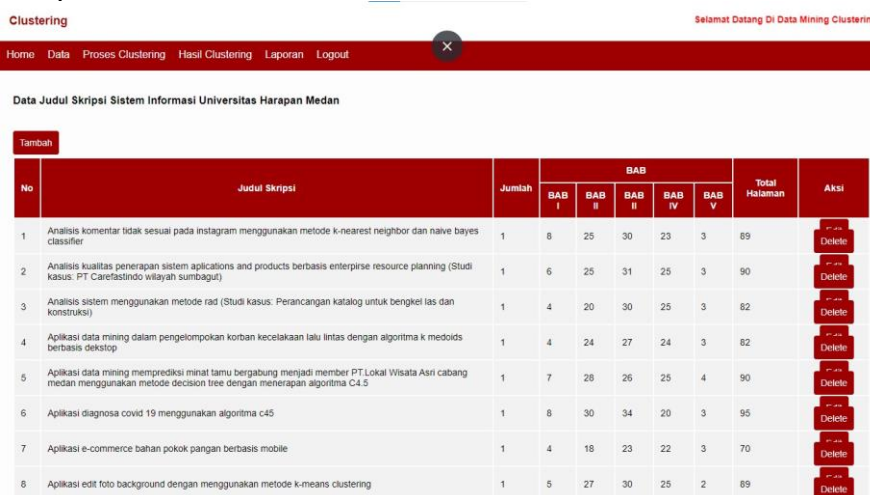 Clustering
Selamat Datang Di Data Mining Clusterin
Home Data Proses Clustering Hasil Clustering Laporan Logout
Data Judul Skripsi Sistem Informasi Universitas Harapan Medan
Tambah
No Judul Skripsi Jumlah BAB Total Halaman Aksi
BAB I BAB II BAB II BAB IV BAB V
1 Analisis komentar tidak sesuai pada instagram menggunakan metode k-nearest neighbor dan naive bayes 1 8 25 30 23 3 89
classifier
Delete
2 Analisis kualitas penerapan sistem aplications and products berbasis enterpirse resource planning (Studi 1 6 25 31 25 3 90
kasus: PT Carefastindo wilayah sumbagut)
Delete
3 Analisis sistem menggunakan metode rad (Studi kasus: Perancangan katalog untuk bengkel las dan 1 4 20 30 25 3 82
konstruksi)
Delete
4 Aplikasi data mining dalam pengelompokan korban kecelakaan lalu lintas dengan algoritma k medoids 1 4 24 27 24 3 82
berbasis dekstop
Delete
5 Aplikasi data mining memprediksi minat tamu bergabung menjadi member PT.Lokal Wisata Asri cabang 1 7 28 26 25 4 90
medan menggunakan metode decision tree dengan menerapan algoritma C4.5
Delete
6 Aplikasi diagnosa covid 19 menggunakan algoritma c45 1 8 30 34 20 3 95
Delete
7 Aplikasi e-commerce bahan pokok pangan berbasis mobile 1 4 18 23 22 3 70
Delete
8 Aplikasi edit foto background dengan menggunakan metode k-means clustering 1 5 27 30 25 2 89
Delete